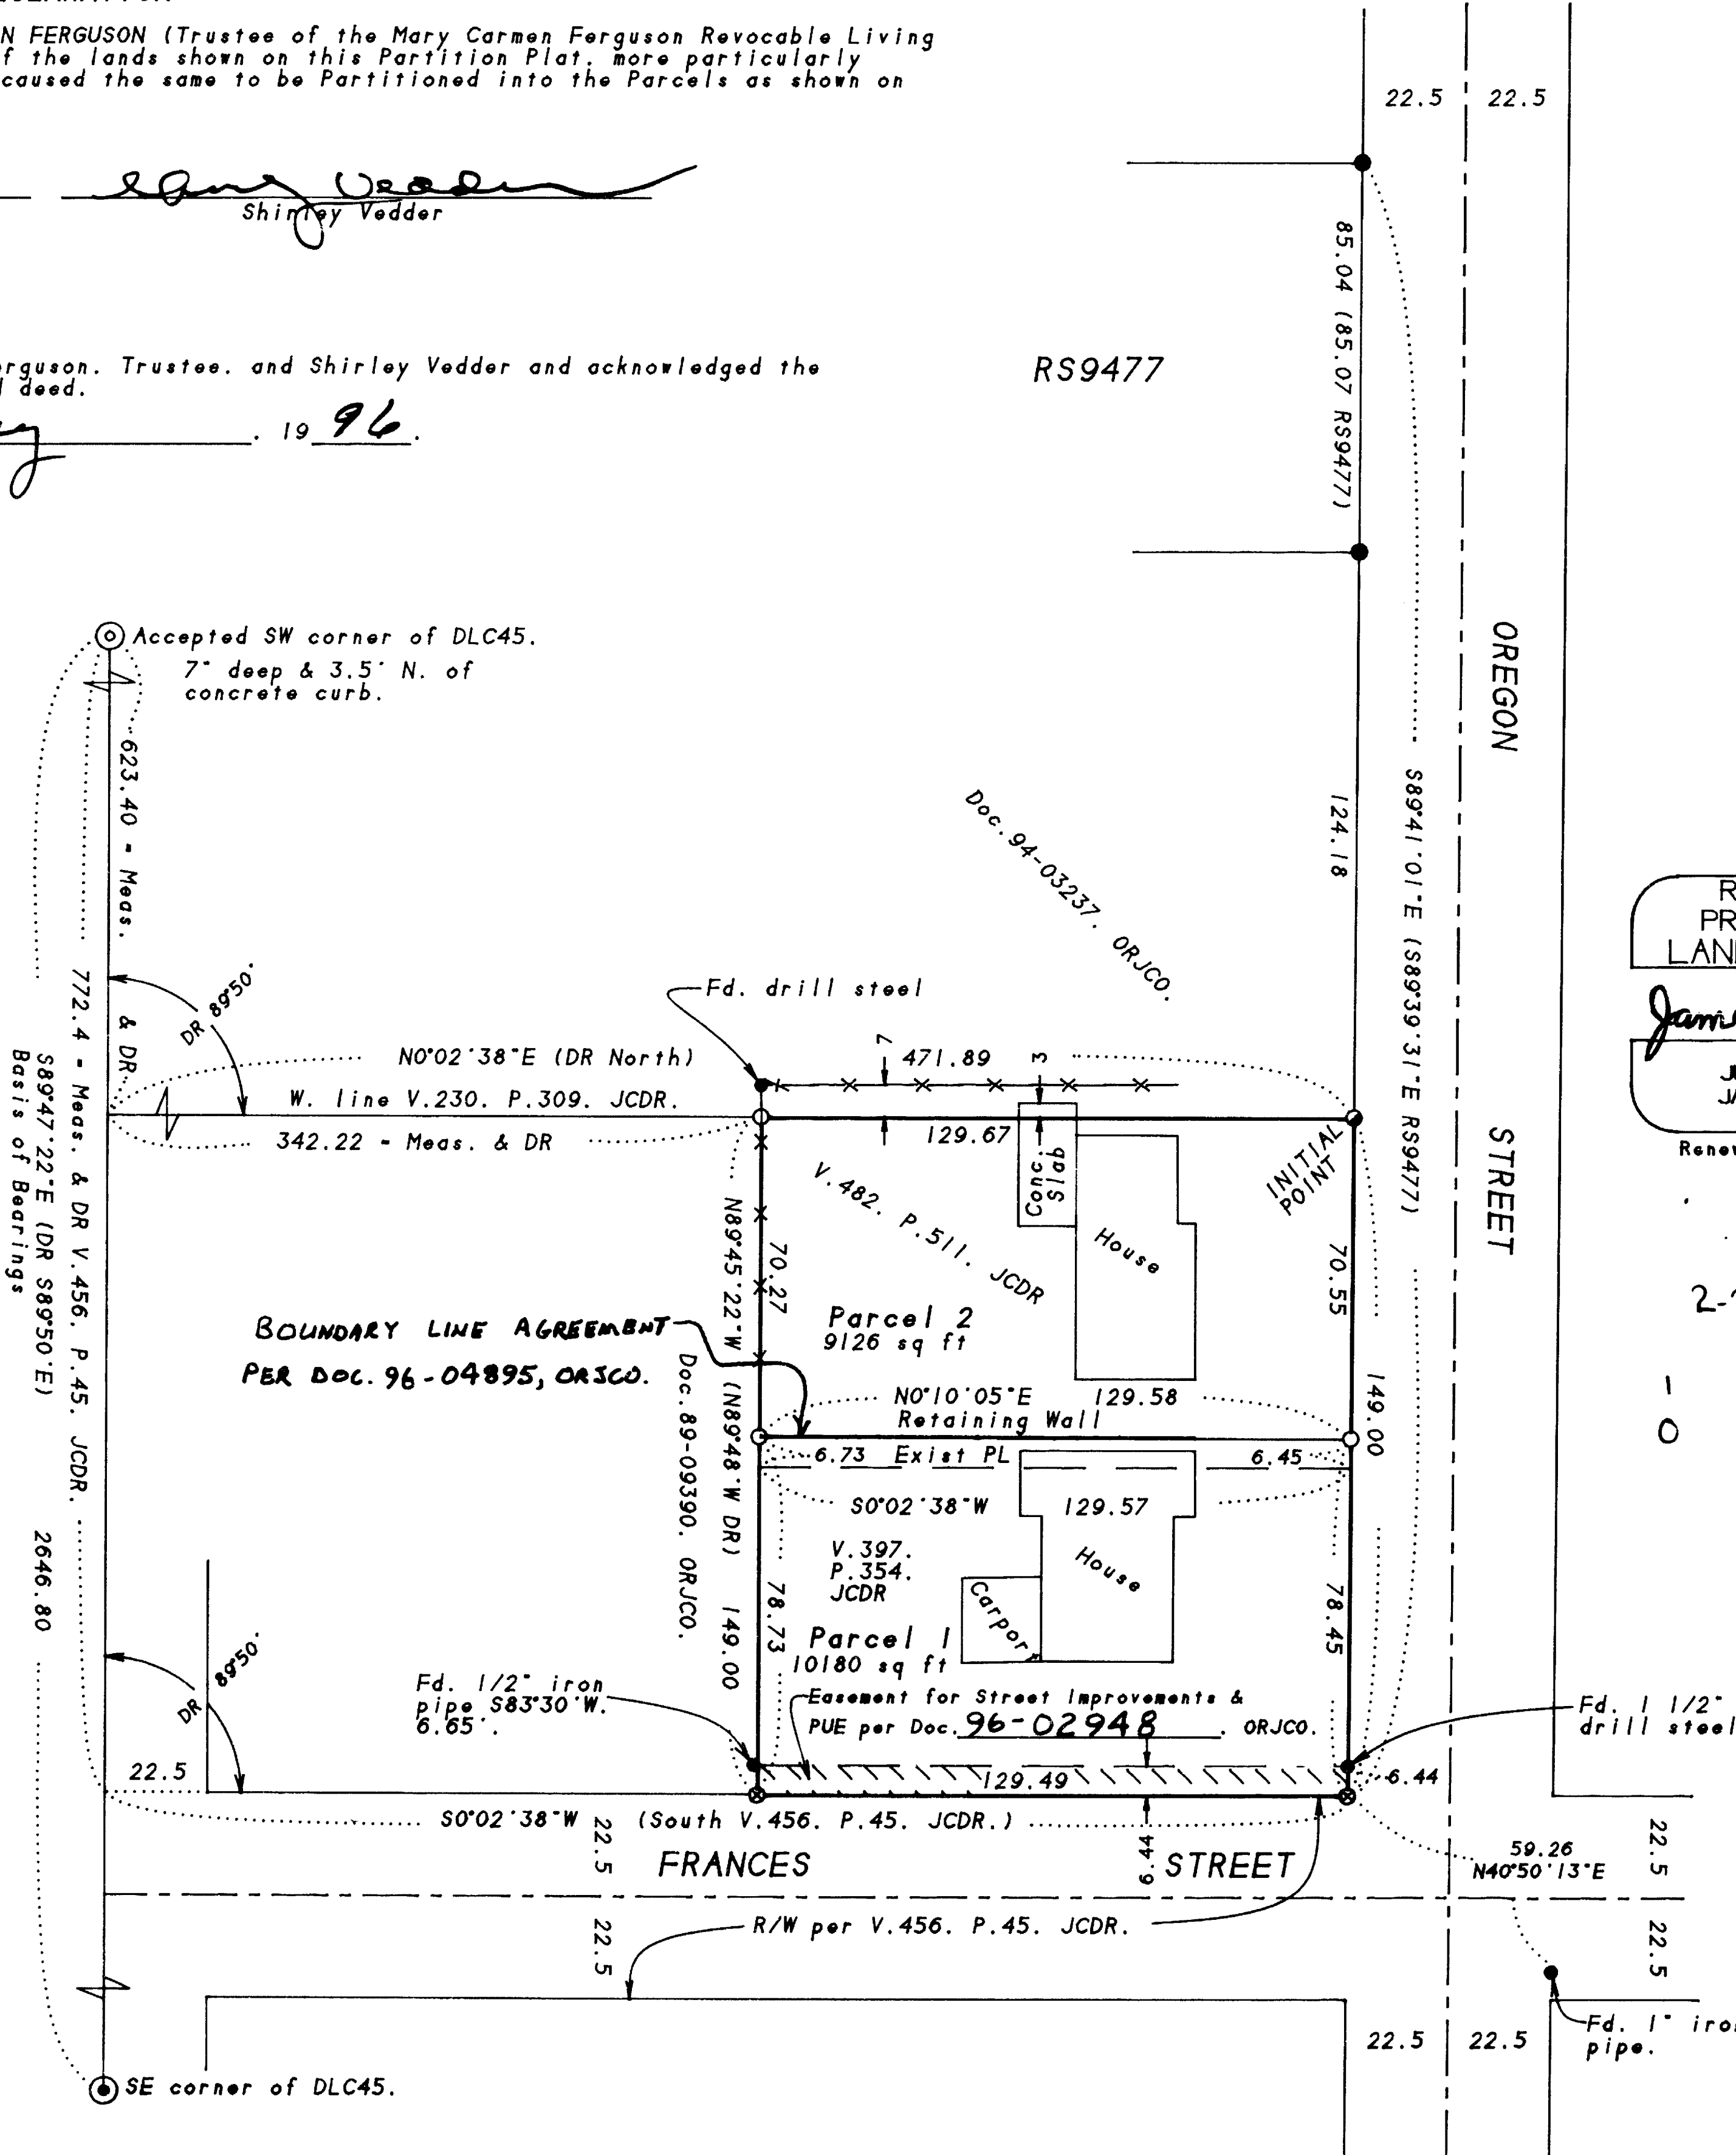 N FERGUSON (Trustee of the Mary Carmen Ferguson Revocable Living
f the lands shown on this Partition Plat. more particularly
caused the same to be Partitioned into the Parcels as shown on
Shirley Vedder
erguson. Trustee. and Shirley Vedder and acknowledged the
deed.
. 19 96.
RS9477
22.5 22.5
85.04 (85.07 RS9477)
OREGON
STREET
S89°41'01"E (S89°39'31"E RS9477)
124.18
Accepted SW corner of DLC45.
7" deep & 3.5' N. of
concrete curb.
623.40 - Meas. & DR
DR 89°50'
772.4 - Meas. & DR V.456. P.45. JCDR.
S89°47'22"E (DR S89°50'E) 2646.80
Basis of Bearings
Doc.94-03237. ORJCO.
Fd. drill steel
N0°02'38"E (DR North)
471.89
7
3
W. line V.230. P.309. JCDR.
342.22 - Meas. & DR
129.67
Conc.
Slab
INITIAL
POINT
V.482. P.511. JCDR
House
70.27
70.55
N89°45'22"W (N89°48'W DR) 149.00
Doc.89-09390. ORJCO.
Parcel 2
9126 sq ft
BOUNDARY LINE AGREEMENT
PER DOC. 96-04895, ORJCO.
N0°10'05"E 129.58
Retaining Wall
149.00
6.73 Exist PL 6.45
S0°02'38"W 129.57
V.397.
P.354.
JCDR
House
Carport
78.73
78.45
Parcel 1
10180 sq ft
Fd. 1/2" iron
pipe S83°30'W.
6.65'.
Easement for Street Improvements &
PUE per Doc. 96-02948. ORJCO.
Fd. 1 1/2"
drill steel
DR 89°50'
22.5
129.49
6.44
S0°02'38"W (South V.456. P.45. JCDR.)
22.5
6.44
FRANCES STREET
59.26
N40°50'13"E
22.5
R/W per V.456. P.45. JCDR.
22.5
22.5
22.5 22.5
Fd. 1" iron
pipe.
SE corner of DLC45.
R
PR
LAN
Jam
J
JA
Renew
2-